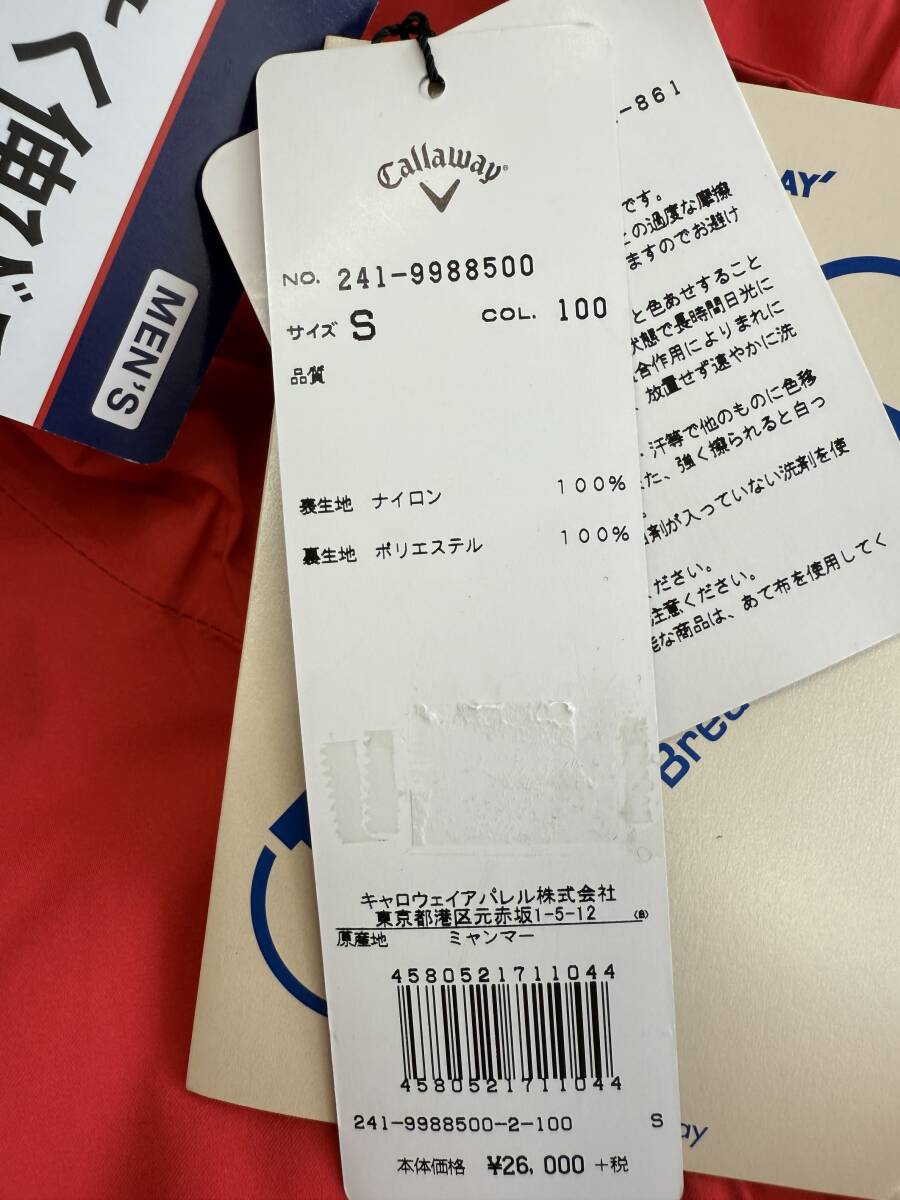 く伸び
MEN'S
Callaway
NO. 241-9988500
サイズ S COL. 100
品質
表生地 ナイロン 100%
裏生地 ポリエステル 100%
キャロウェイアパレル株式会社
東京都港区元赤坂1-5-12 (B)
原産地 ミャンマー
4580521711044
4580521711044
241-9988500-2-100 S
本体価格 ¥26,000 +税
-861
です。
の過度な摩擦
ますのでお避け
と色あせすること
状態で長時間日光に
合作用によりまれに
放置せず速やかに洗
・汗等で他のものに色移
た、強く擦られると白っ
剤が入っていない洗剤を使
ください。
注意ください。
能な商品は、あて布を使用してく
AY
Brea
ay